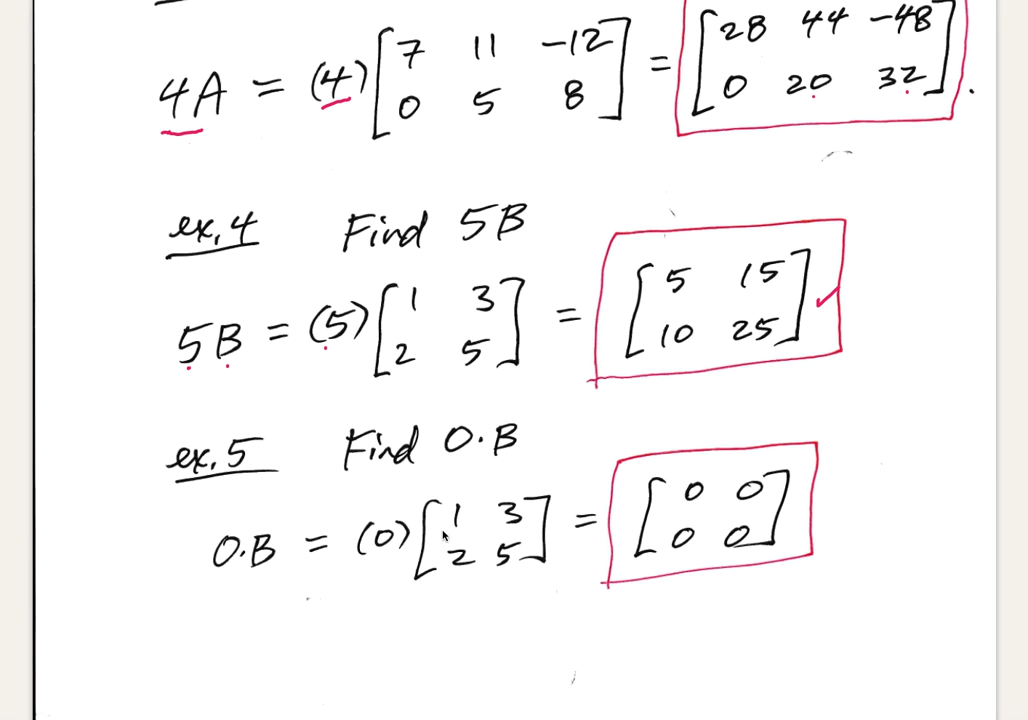 4A = (4) [7 11 -12] = [28 44 -48]
[0 5 8] [0 20 32].
ex. 4 Find 5B
5B = (5) [1 3] = [5 15]
[2 5] [10 25]
ex. 5 Find 0·B
0·B = (0) [1 3] = [0 0]
[2 5] [0 0]